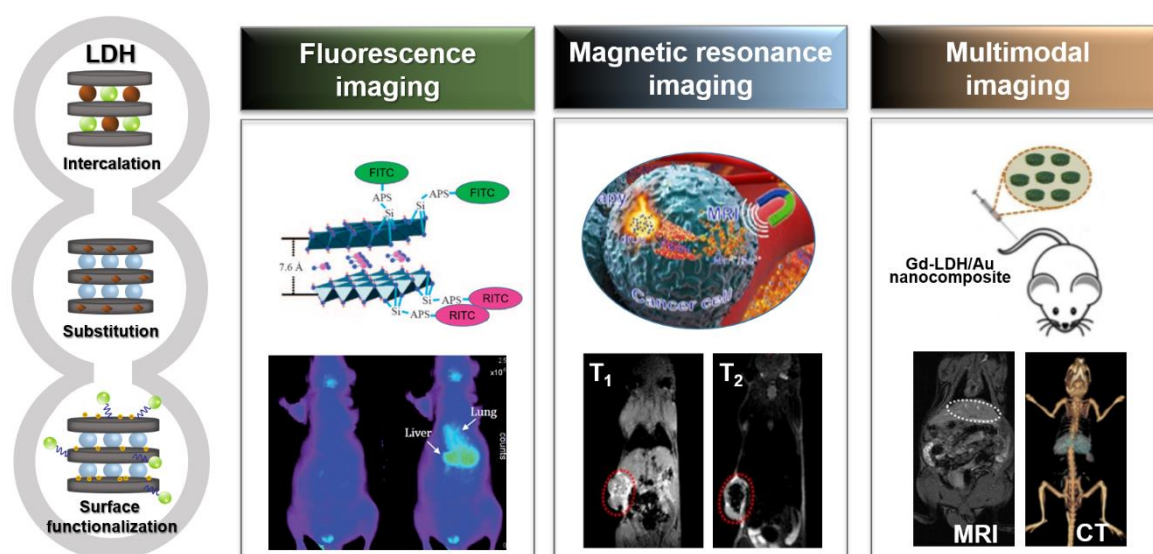 LDH
Intercalation
Substitution
Surface
functionalization
Fluorescence
imaging
FITC
APS
Si
Si
APS
FITC
7.6 Å
Si
APS
RITC
Si
APS
RITC
Lung
Liver
counts
Magnetic resonance
imaging
apy
MRI
Cancer cell
T1
T2
Multimodal
imaging
Gd-LDH/Au
nanocomposite
MRI
CT